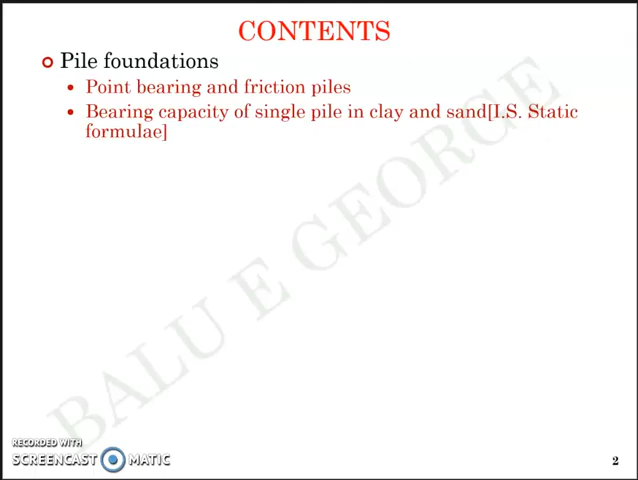 CONTENTS
Pile foundations
Point bearing and friction piles
Bearing capacity of single pile in clay and sand[I.S. Static
formulae]
BALU E GEORGE
RECORDED WITH
SCREENCAST MATIC
2